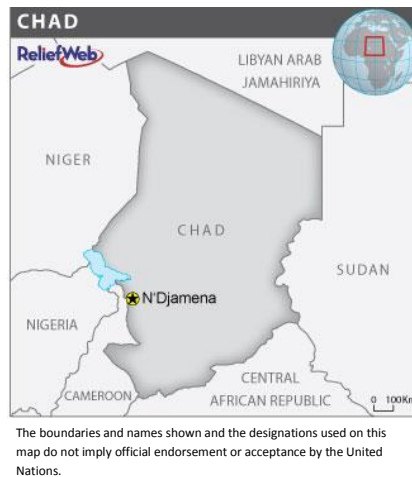 CHAD
ReliefWeb
LIBYAN ARAB
JAMAHIRIYA
NIGER
CHAD
SUDAN
N'Djamena
NIGERIA
CAMEROON
CENTRAL
AFRICAN REPUBLIC
0 100Km
The boundaries and names shown and the designations used on this
map do not imply official endorsement or acceptance by the United
Nations.